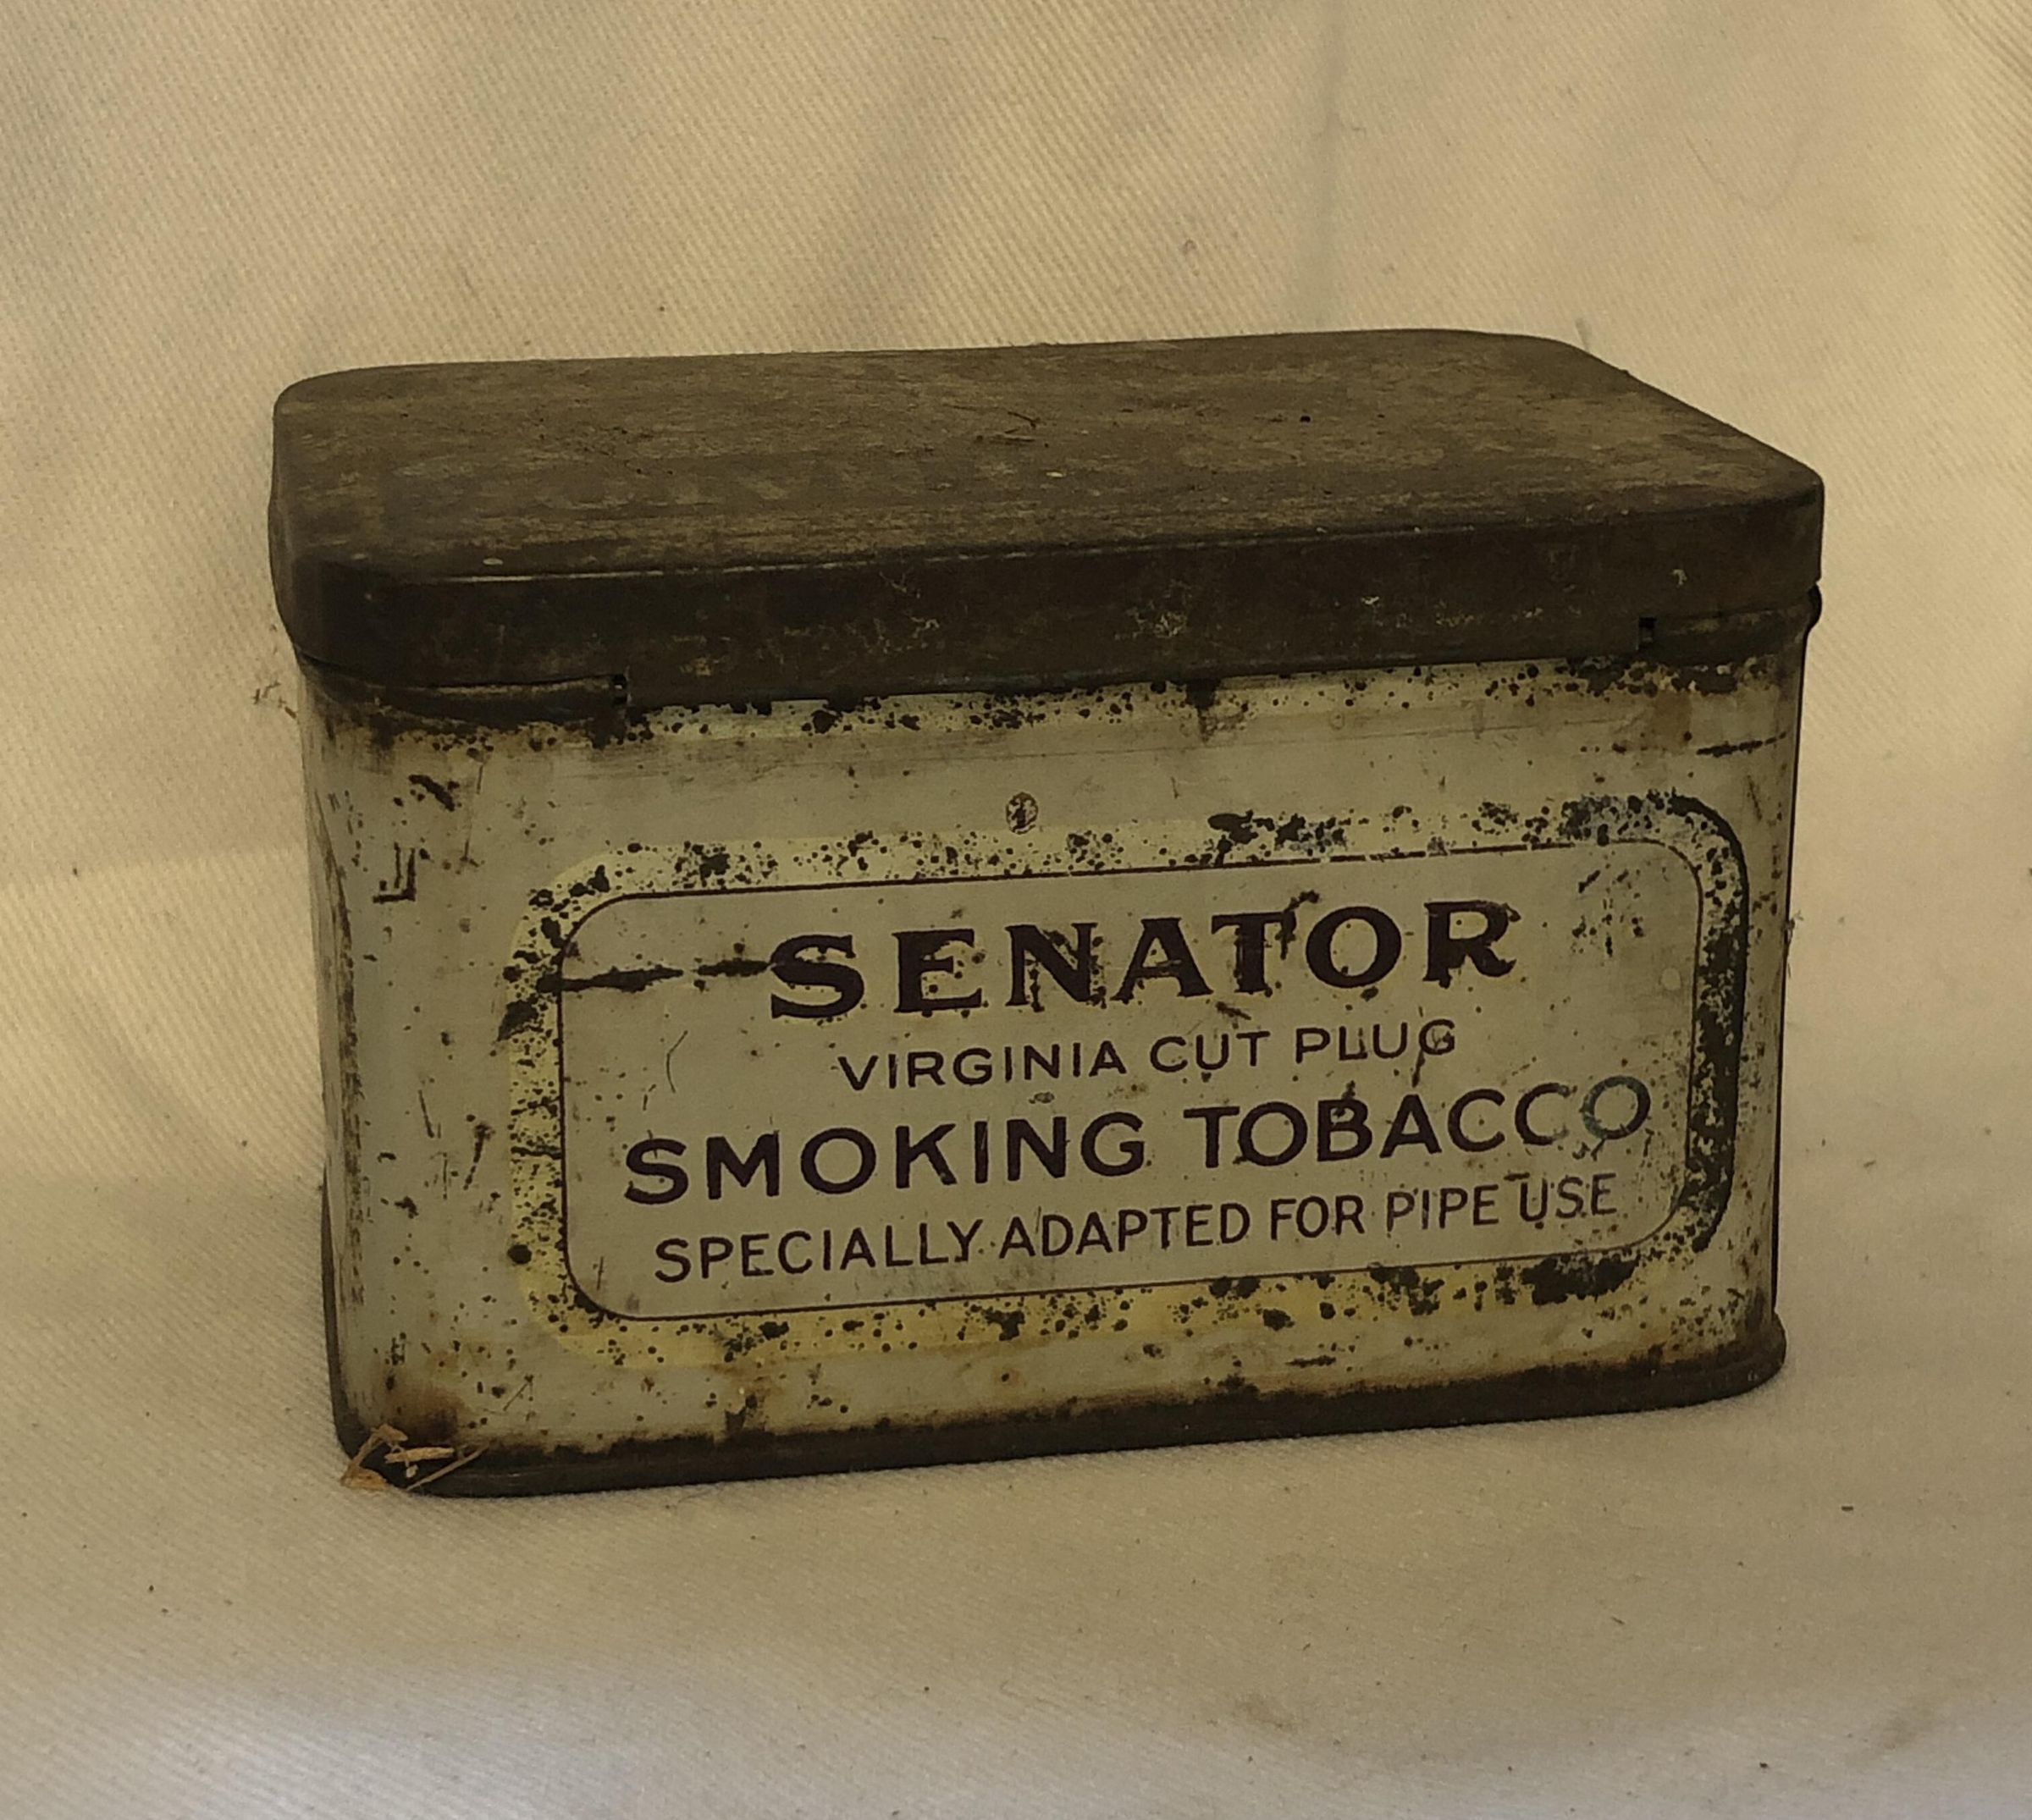 SENATOR
VIRGINIA CUT PLUG
SMOKING TOBACCO
SPECIALLY ADAPTED FOR PIPE USE